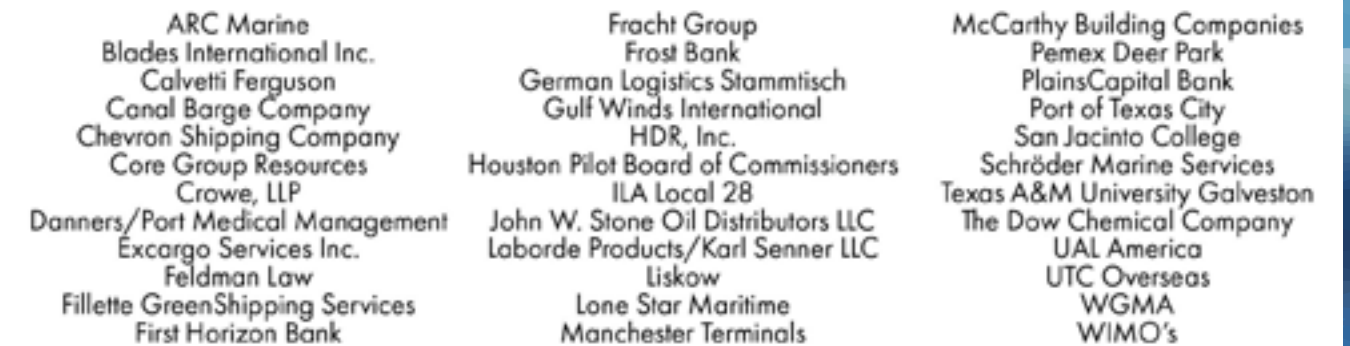 ARC Marine
Blades International Inc.
Calvetti Ferguson
Canal Barge Company
Chevron Shipping Company
Core Group Resources
Crowe, LLP
Danners/Port Medical Management
Excargo Services Inc.
Feldman Law
Fillette GreenShipping Services
First Horizon Bank
Fracht Group
Frost Bank
German Logistics Stammtisch
Gulf Winds International
HDR, Inc.
Houston Pilot Board of Commissioners
ILA Local 28
John W. Stone Oil Distributors LLC
Laborde Products/Karl Senner LLC
Liskow
Lone Star Maritime
Manchester Terminals
McCarthy Building Companies
Pemex Deer Park
PlainsCapital Bank
Port of Texas City
San Jacinto College
Schröder Marine Services
Texas A&M University Galveston
The Dow Chemical Company
UAL America
UTC Overseas
WGMA
WIMO's